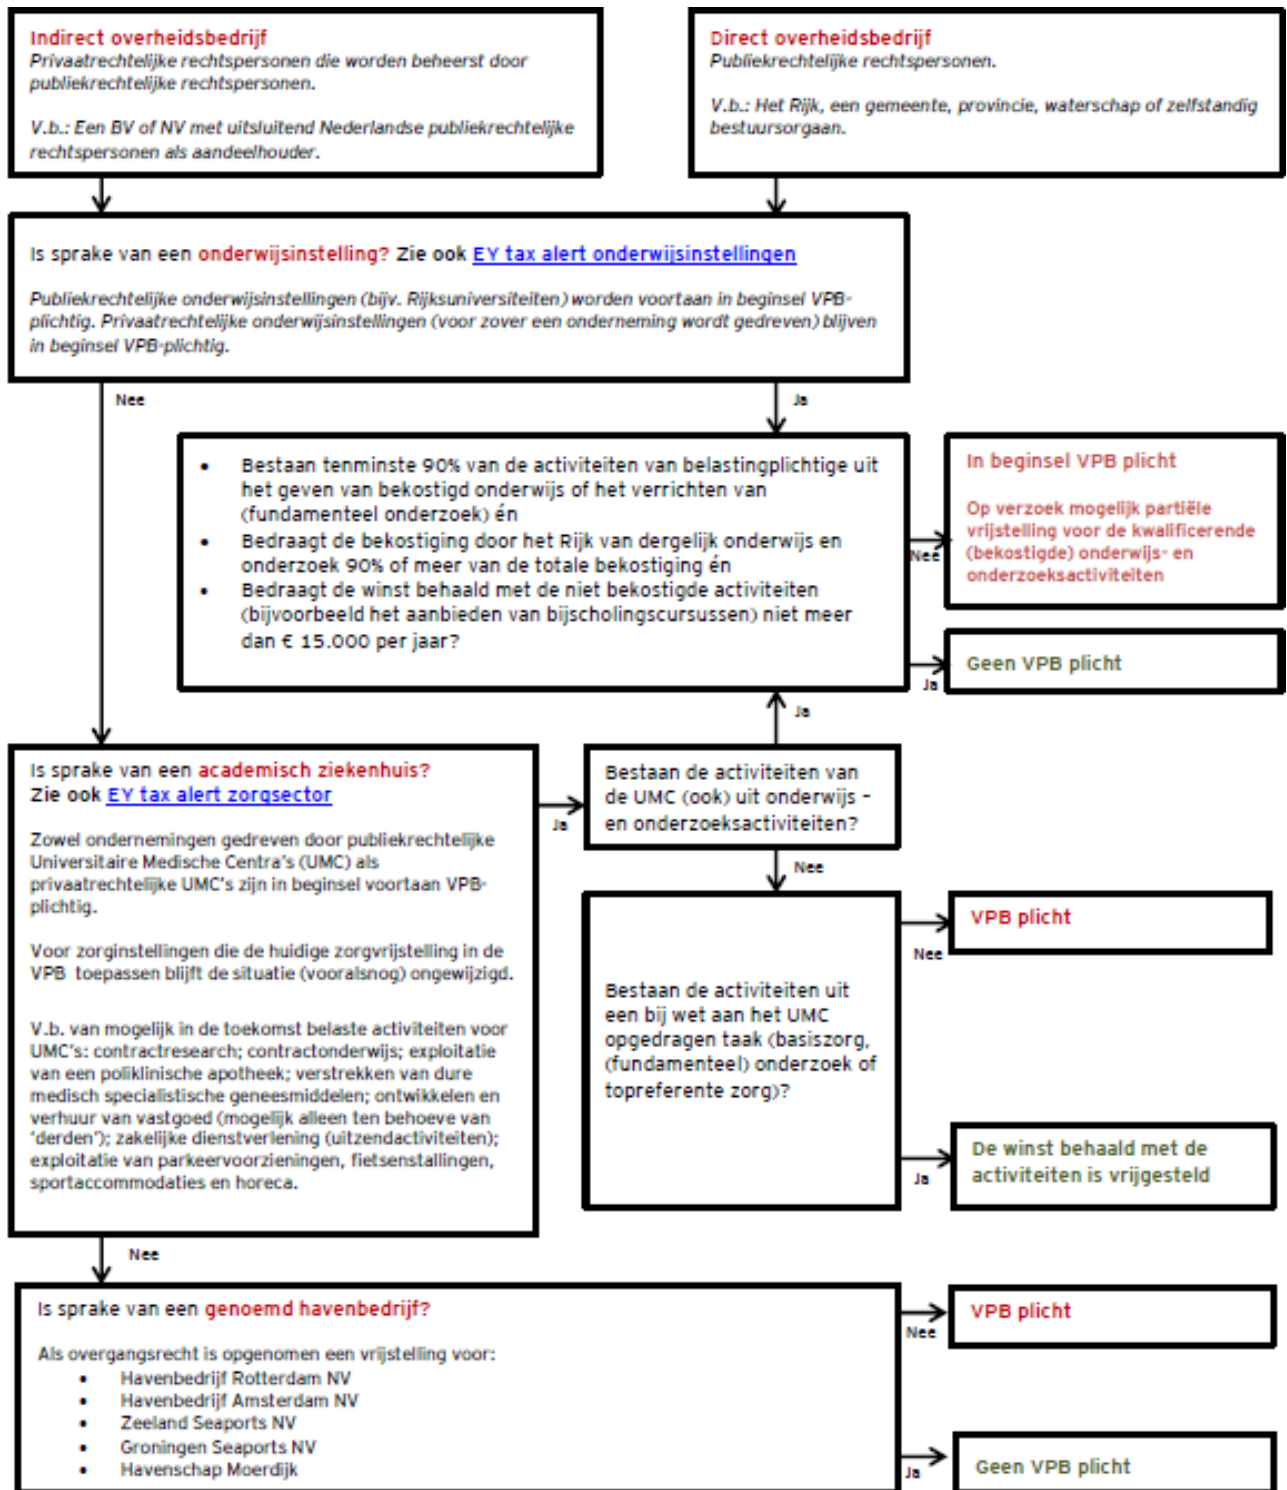 Indirect overheidsbedrijf
Privaatrechtelijke rechtspersonen die worden beheerst door
publiekrechtelijke rechtspersonen.
V.b.: Een BV of NV met uitsluitend Nederlandse publiekrechtelijke
rechtspersonen als aandeelhouder.
Direct overheidsbedrijf
Publiekrechtelijke rechtspersonen.
V.b.: Het Rijk, een gemeente, provincie, waterschap of zelfstandig
bestuursorgaan.
Is sprake van een onderwijsinstelling? Zie ook EY tax alert onderwijsinstellingen
Publiekrechtelijke onderwijsinstellingen (bijv. Rijksuniversiteiten) worden voortaan in beginsel VPB-
plichtig. Privaatrechtelijke onderwijsinstellingen (voor zover een onderneming wordt gedreven) blijven
in beginsel VPB-plichtig.
Nee
Ja
• Bestaan tenminste 90% van de activiteiten van belastingplichtige uit
het geven van bekostigd onderwijs of het verrichten van
(fundamenteel onderzoek) én
• Bedraagt de bekostiging door het Rijk van dergelijk onderwijs en
onderzoek 90% of meer van de totale bekostiging én
• Bedraagt de winst behaald met de niet bekostigde activiteiten
(bijvoorbeeld het aanbieden van bijscholingscursussen) niet meer
dan € 15.000 per jaar?
Nee
In beginsel VPB plicht
Op verzoek mogelijk partiële
vrijstelling voor de kwalificerende
(bekostigde) onderwijs- en
onderzoeksactiviteiten
Ja
Geen VPB plicht
Ja
Is sprake van een academisch ziekenhuis?
Zie ook EY tax alert zorgsector
Zowel ondernemingen gedreven door publiekrechtelijke
Universitaire Medische Centra's (UMC) als
privaatrechtelijke UMC's zijn in beginsel voortaan VPB-
plichtig.
Voor zorginstellingen die de huidige zorgvrijstelling in de
VPB toepassen blijft de situatie (vooralsnog) ongewijzigd.
V.b. van mogelijk in de toekomst belaste activiteiten voor
UMC's: contractresearch; contractonderwijs; exploitatie
van een poliklinische apotheek; verstrekken van dure
medisch specialistische geneesmiddelen; ontwikkelen en
verhuur van vastgoed (mogelijk alleen ten behoeve van
'derden'); zakelijke dienstverlening (uitzendactiviteiten);
exploitatie van parkeervoorzieningen, fietsenstallingen,
sportaccommodaties en horeca.
Ja
Bestaan de activiteiten van
de UMC (ook) uit onderwijs –
en onderzoeksactiviteiten?
Nee
Bestaan de activiteiten uit
een bij wet aan het UMC
opgedragen taak (basiszorg,
(fundamenteel) onderzoek of
topreferente zorg)?
Nee
VPB plicht
Ja
De winst behaald met de
activiteiten is vrijgesteld
Nee
Is sprake van een genoemd havenbedrijf?
Als overgangsrecht is opgenomen een vrijstelling voor:
• Havenbedrijf Rotterdam NV
• Havenbedrijf Amsterdam NV
• Zeeland Seaports NV
• Groningen Seaports NV
• Havenschap Moerdijk
Nee
VPB plicht
Ja
Geen VPB plicht